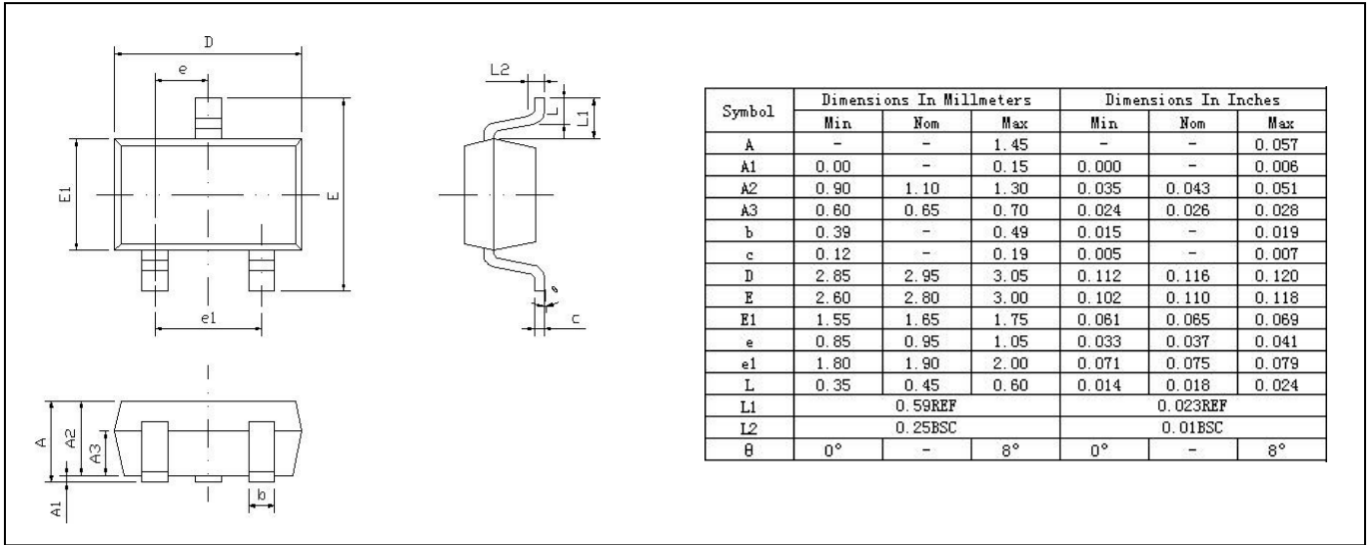 D
e
E1
E
e1
L2
L
L1
θ
c
A
A2
A3
A1
b
Symbol Dimensions In Millmeters Dimensions In Inches
Min Nom Max Min Nom Max
A - - 1.45 - - 0.057
A1 0.00 - 0.15 0.000 - 0.006
A2 0.90 1.10 1.30 0.035 0.043 0.051
A3 0.60 0.65 0.70 0.024 0.026 0.028
b 0.39 - 0.49 0.015 - 0.019
c 0.12 - 0.19 0.005 - 0.007
D 2.85 2.95 3.05 0.112 0.116 0.120
E 2.60 2.80 3.00 0.102 0.110 0.118
E1 1.55 1.65 1.75 0.061 0.065 0.069
e 0.85 0.95 1.05 0.033 0.037 0.041
e1 1.80 1.90 2.00 0.071 0.075 0.079
L 0.35 0.45 0.60 0.014 0.018 0.024
L1 0.59REF 0.023REF
L2 0.25BSC 0.01BSC
θ 0° - 8° 0° - 8°